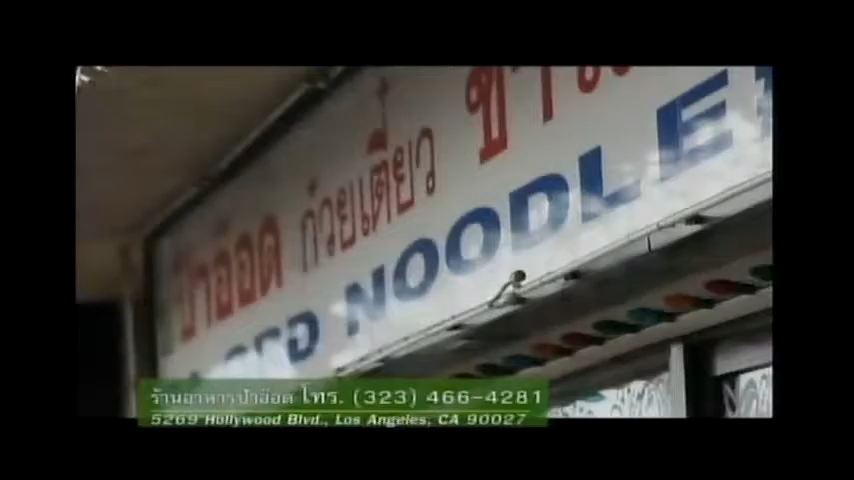 ป้าอ๊อด ก๋วยเตี๋ยว
NOODLE
ร้านอาหารป้าอ๊อด โทร. (323) 466-4281
5269 Hollywood Blvd., Los Angeles, CA 90027